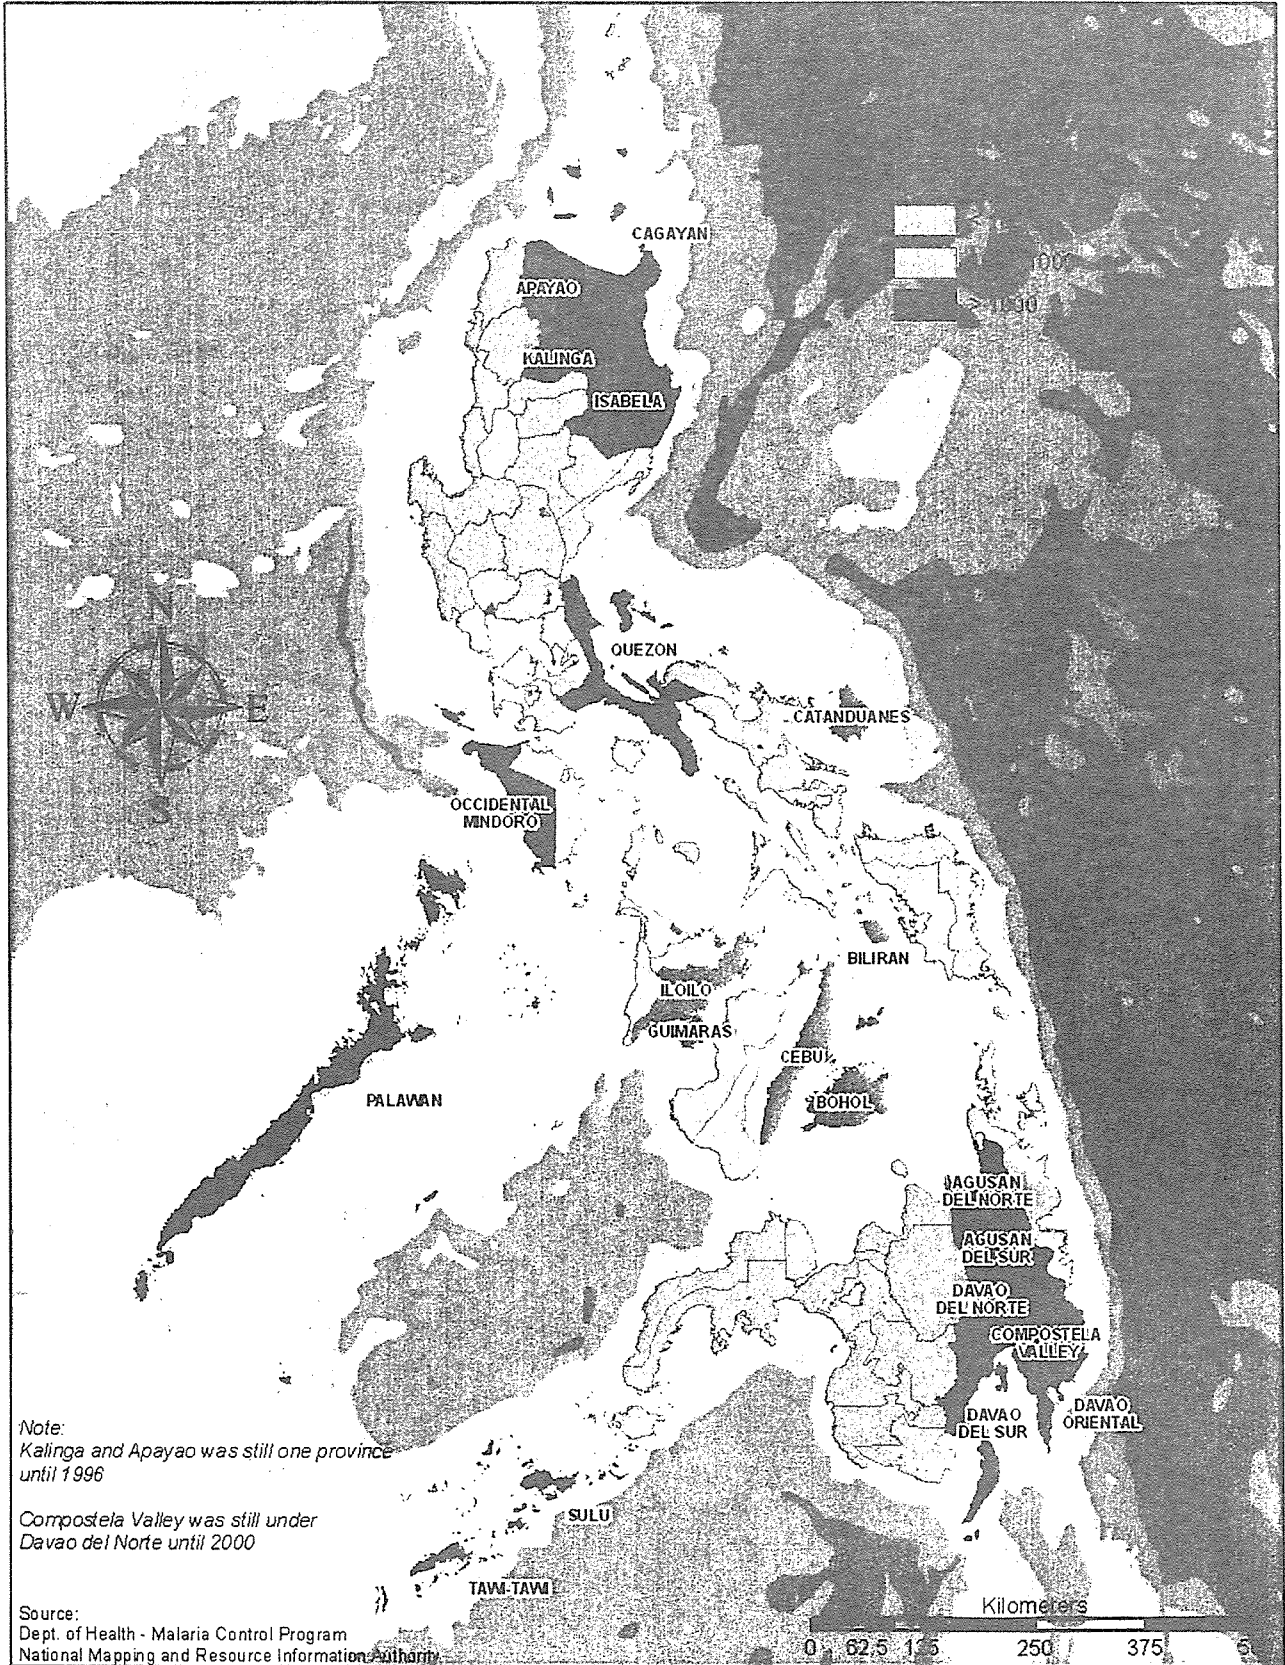 CAGAYAN
APAYAO
KALINGA
ISABELA
N
QUEZON
W
E
CATANDUANES
S
OCCIDENTAL
MINDORO
BILIRAN
ILOILO
GUIMARAS
CEBU
PALAWAN
BOHOL
AGUSAN
DEL NORTE
AGUSAN
DEL SUR
DAVAO
DEL NORTE
COMPOSTELA
VALLEY
DAVAO
ORIENTAL
DAVAO
DEL SUR
Note:
Kalinga and Apayao was still one province
until 1996
Compostela Valley was still under
Davao del Norte until 2000
SULU
TAWI-TAWI
Source:
Dept. of Health - Malaria Control Program
National Mapping and Resource Information Authority
Kilometers
0 62.5 125 250 375